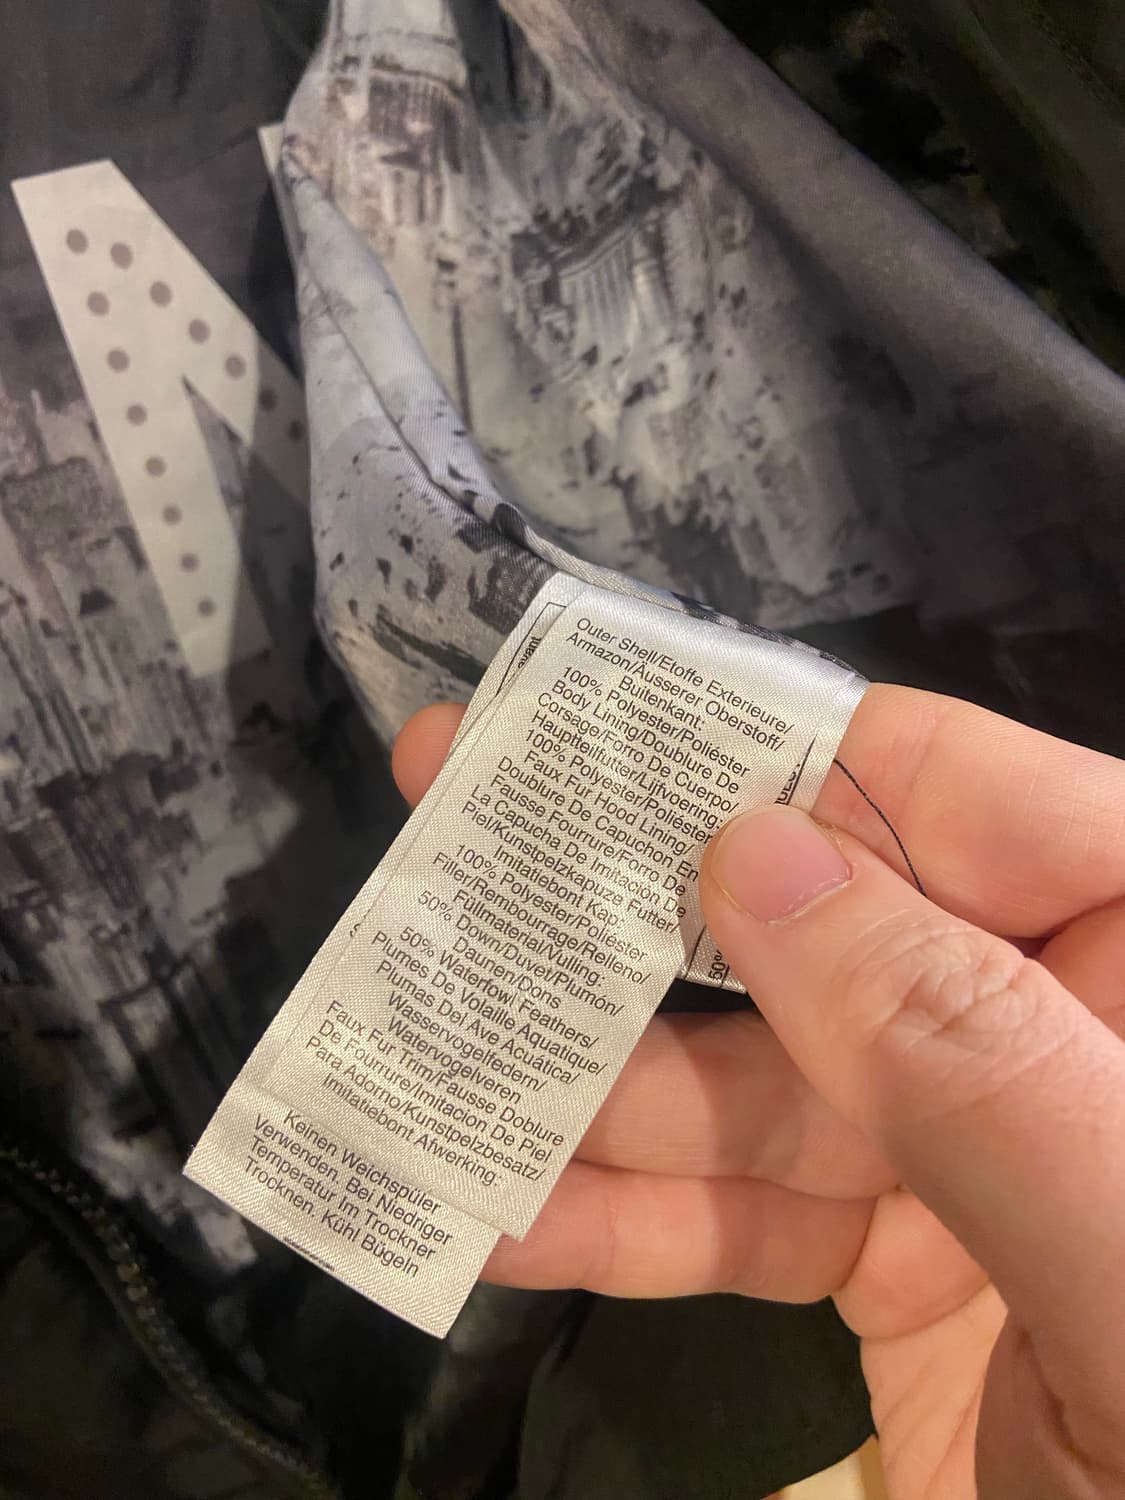 Outer Shell/Etoffe Exterieure/
Armazon/Äusserer Oberstoff/
Buitenkant:
100% Polyester/Poliéster
Body Lining/Doublure De
Corsage/Forro De Cuerpo/
Hauptteilfutter/Lijfvoering:
100% Polyester/Poliéster
Faux Fur Hood Lining/
Doublure De Capuchon En
Fausse Fourrure/Forro De
La Capucha De Imitacion De
Piel/Kunstpelzkapuze Futter/
Imitatiebont Kap:
100% Polyester/Poliéster
Filler/Rembourrage/Relleno/
Füllmaterial/Vulling:
50% Down/Duvet/Plumón/
Daunen/Dons
50% Waterfowl Feathers/
Plumes De Volaille Aquatique/
Plumas Del Ave Acuática/
Wasservogelfedern/
Watervogelveren
Faux Fur Trim/Fausse Doublure
De Fourrure/Imitacion De Piel
Para Adorno/Kunstpelzbesatz/
Imitatiebont Afwerking:
Keinen Weichspüler
Verwenden. Bei Niedriger
Temperatur Im Trockner
Trocknen. Kühl Bügeln
avant
50%
N